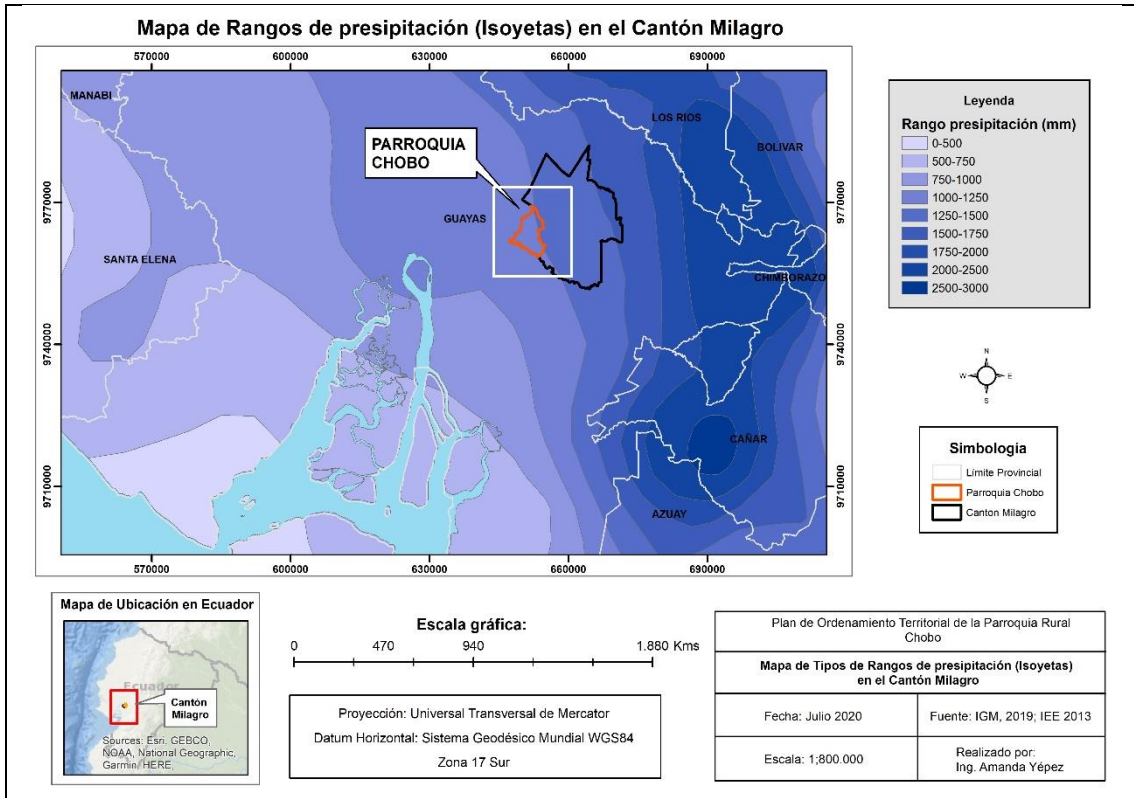 Mapa de Rangos de presipitación (Isoyetas) en el Cantón Milagro
570000
600000
630000
660000
690000
MANABI
LOS RIOS
BOLIVAR
PARROQUIA
CHOBO
9770000
9770000
GUAYAS
SANTA ELENA
CHIMBORAZO
9740000
9740000
CAÑAR
9710000
9710000
AZUAY
570000
600000
630000
660000
690000
Leyenda
Rango presipitación (mm)
0-500
500-750
750-1000
1000-1250
1250-1500
1500-1750
1750-2000
2000-2500
2500-3000
N
W
E
S
Simbología
Límite Provincial
Parroquia Chobo
Canton Milagro
Mapa de Ubicación en Ecuador
Ecuador
Cantón
Milagro
Sources: Esri, GEBCO,
NOAA, National Geographic,
Garmin, HERE,
Escala gráfica:
0 470 940 1.880 Kms
Proyección: Universal Transversal de Mercator
Datum Horizontal: Sistema Geodésico Mundial WGS84
Zona 17 Sur
Plan de Ordenamiento Territorial de la Parroquia Rural
Chobo
Mapa de Tipos de Rangos de presipitación (Isoyetas)
en el Cantón Milagro
Fecha: Julio 2020
Fuente: IGM, 2019; IEE 2013
Escala: 1;800.000
Realizado por:
Ing. Amanda Yépez